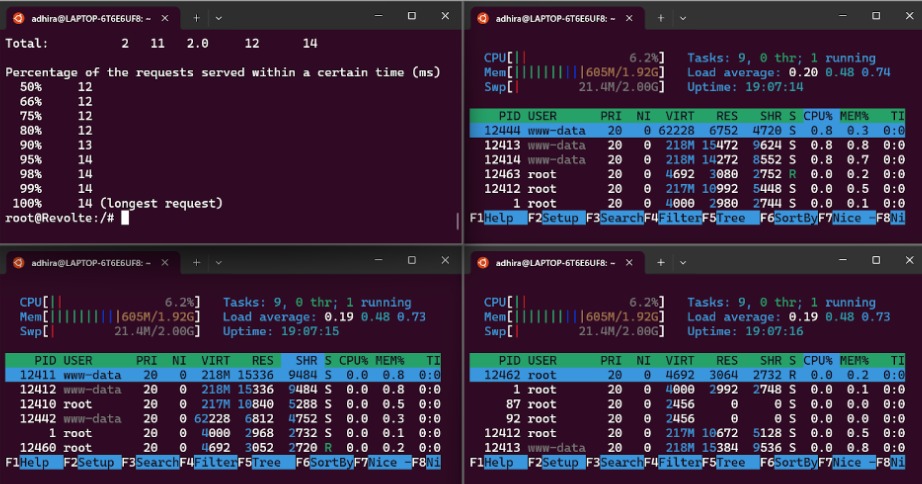 adhira@LAPTOP-6T6E6UF8: ~
Total: 2 11 2.0 12 14
Percentage of the requests served within a certain time (ms)
50% 12
66% 12
75% 12
80% 12
90% 13
95% 14
98% 14
99% 14
100% 14 (longest request)
root@Revolte:/#
adhira@LAPTOP-6T6E6UF8: ~
CPU[|| 6.2%] Tasks: 9, 0 thr; 1 running
Mem[||||||||||605M/1.92G] Load average: 0.20 0.48 0.74
Swp[| 21.4M/2.00G] Uptime: 19:07:14
PID USER PRI NI VIRT RES SHR S CPU% MEM% TI
12444 www-data 20 0 62228 6752 4720 S 0.8 0.3 0:0
12413 www-data 20 0 218M 15472 9624 S 0.8 0.8 0:0
12414 www-data 20 0 218M 14272 8552 S 0.8 0.7 0:0
12463 root 20 0 4692 3080 2752 R 0.0 0.2 0:0
12412 root 20 0 217M 10992 5448 S 0.0 0.5 0:0
1 root 20 0 4000 2980 2744 S 0.0 0.1 0:0
F1Help F2Setup F3SearchF4FilterF5Tree F6SortByF7Nice -F8Ni
adhira@LAPTOP-6T6E6UF8: ~
CPU[|| 6.2%] Tasks: 9, 0 thr; 1 running
Mem[||||||||||605M/1.92G] Load average: 0.19 0.48 0.73
Swp[| 21.4M/2.00G] Uptime: 19:07:15
PID USER PRI NI VIRT RES SHR S CPU% MEM% TI
12411 www-data 20 0 218M 15336 9484 S 0.0 0.8 0:0
12412 www-data 20 0 218M 15336 9484 S 0.0 0.8 0:0
12410 root 20 0 217M 10840 5288 S 0.0 0.5 0:0
12442 www-data 20 0 62228 6812 4752 S 0.0 0.3 0:0
1 root 20 0 4000 2968 2732 S 0.0 0.1 0:0
12460 root 20 0 4692 3052 2720 R 0.0 0.2 0:0
F1Help F2Setup F3SearchF4FilterF5Tree F6SortByF7Nice -F8Ni
adhira@LAPTOP-6T6E6UF8: ~
CPU[|| 6.2%] Tasks: 9, 0 thr; 1 running
Mem[||||||||||605M/1.92G] Load average: 0.19 0.48 0.73
Swp[| 21.4M/2.00G] Uptime: 19:07:16
PID USER PRI NI VIRT RES SHR S CPU% MEM% TI
12462 root 20 0 4692 3064 2732 R 0.0 0.2 0:0
1 root 20 0 4000 2992 2748 S 0.0 0.1 0:0
87 root 20 0 2456 0 0 S 0.0 0.0 0:0
92 root 20 0 2456 0 0 S 0.0 0.0 0:0
12412 root 20 0 217M 10672 5128 S 0.0 0.5 0:0
12413 www-data 20 0 218M 15384 9536 S 0.0 0.8 0:0
F1Help F2Setup F3SearchF4FilterF5Tree F6SortByF7Nice -F8Ni